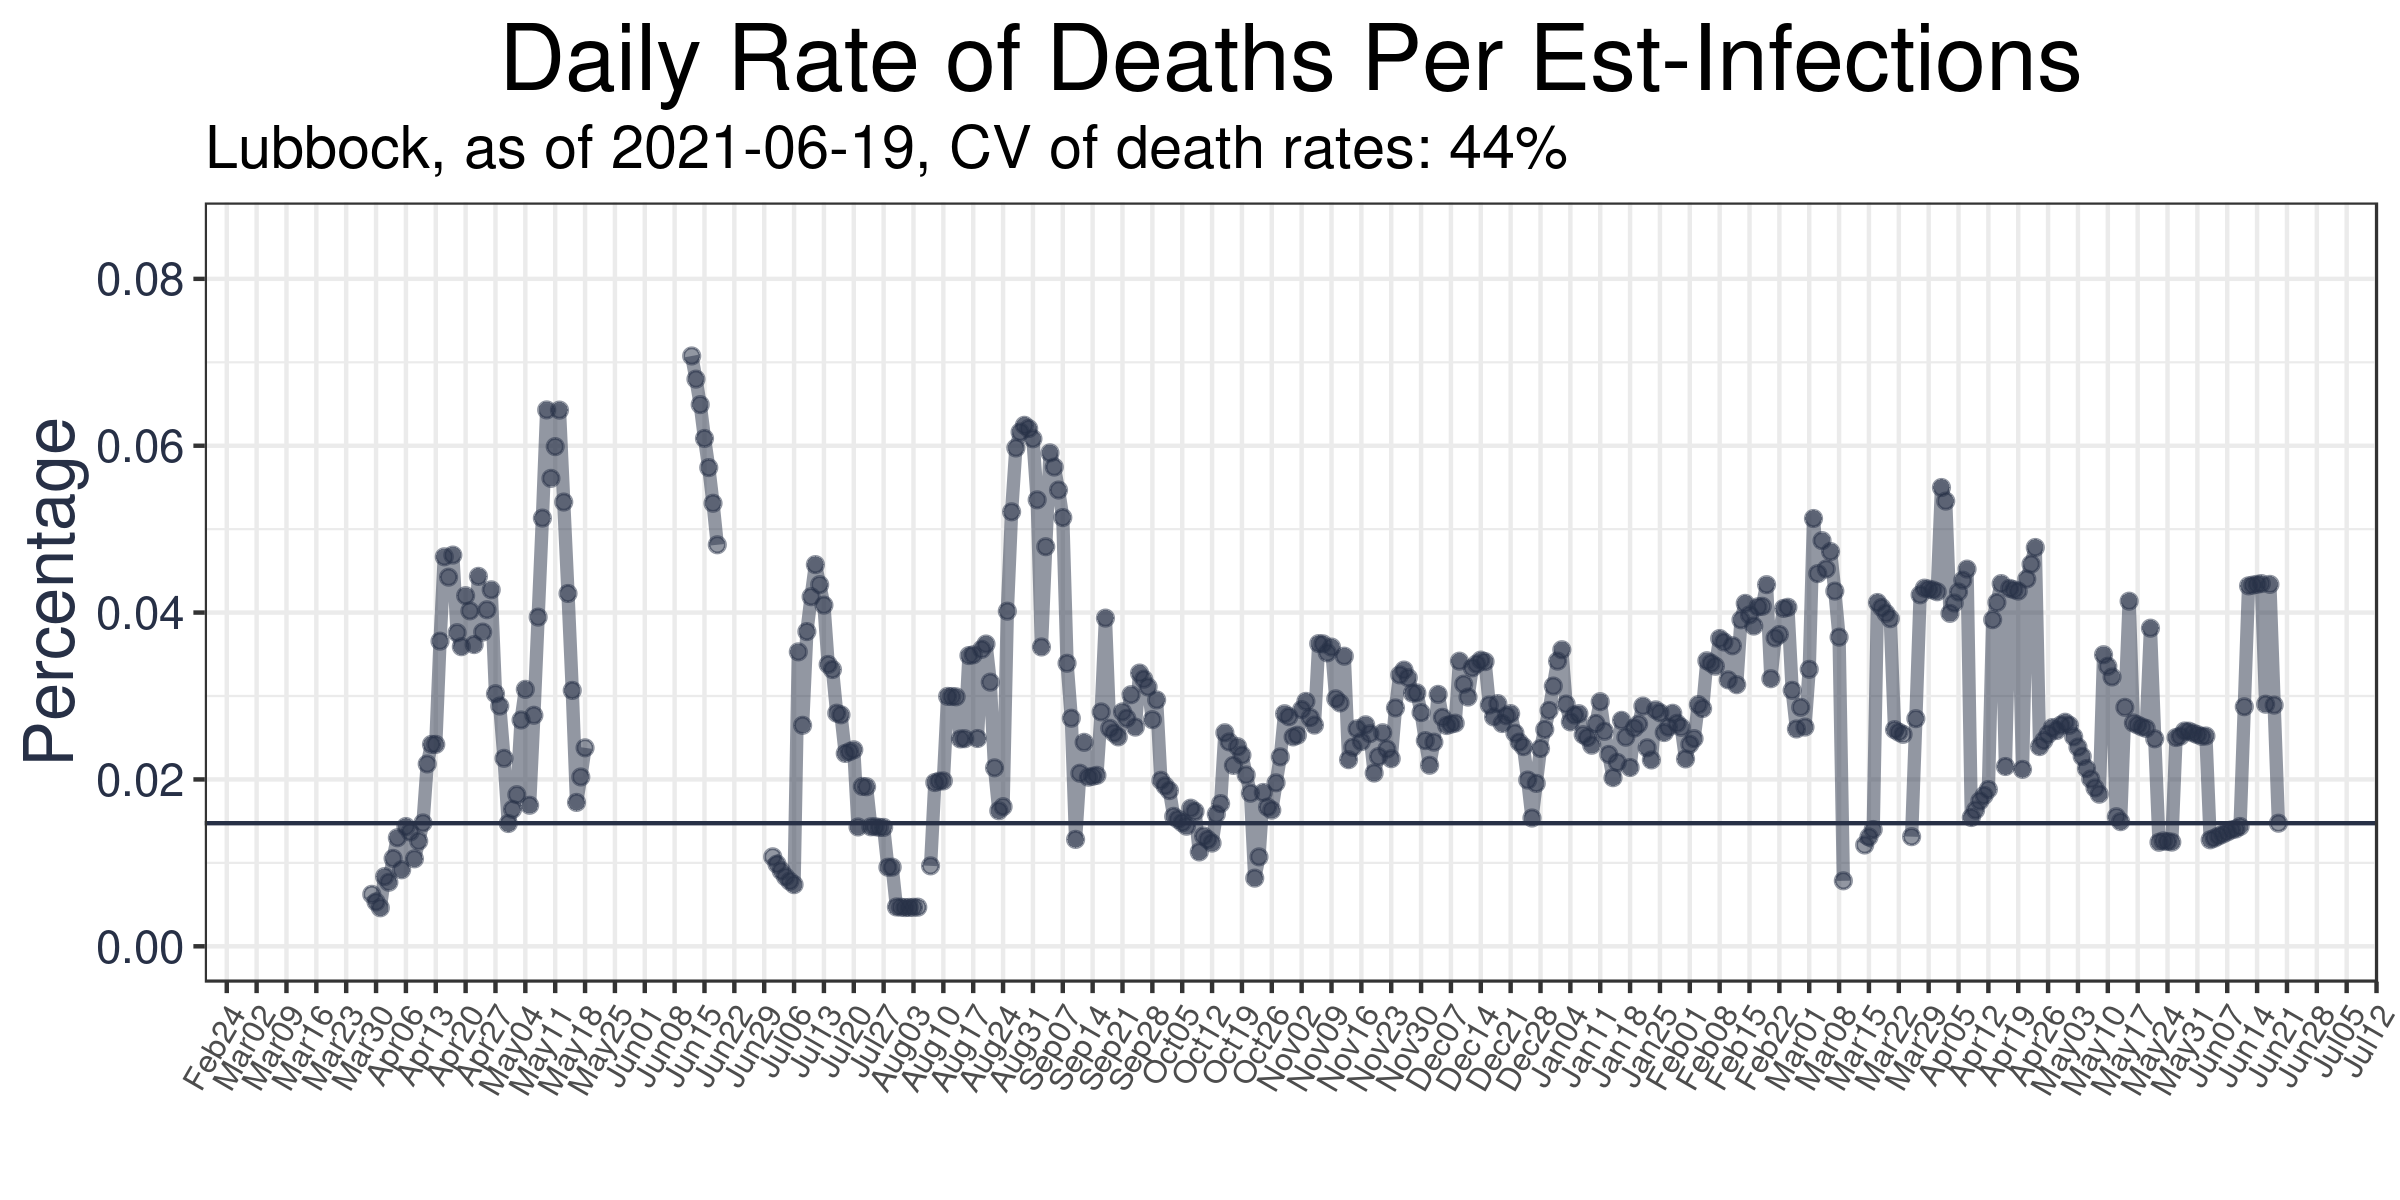 Daily Rate of Deaths Per Est-Infections
Lubbock, as of 2021-06-19, CV of death rates: 44%
Percentage
0.08
0.06
0.04
0.02
0.00
Feb24
Mar02
Mar09
Mar16
Mar23
Mar30
Apr06
Apr13
Apr20
Apr27
May04
May11
May18
May25
Jun01
Jun08
Jun15
Jun22
Jun29
Jul06
Jul13
Jul20
Jul27
Aug03
Aug10
Aug17
Aug24
Aug31
Sep07
Sep14
Sep21
Sep28
Oct05
Oct12
Oct19
Oct26
Nov02
Nov09
Nov16
Nov23
Nov30
Dec07
Dec14
Dec21
Dec28
Jan04
Jan11
Jan18
Jan25
Feb01
Feb08
Feb15
Feb22
Mar01
Mar08
Mar15
Mar22
Mar29
Apr05
Apr12
Apr19
Apr26
May03
May10
May17
May24
May31
Jun07
Jun14
Jun21
Jun28
Jul05
Jul12